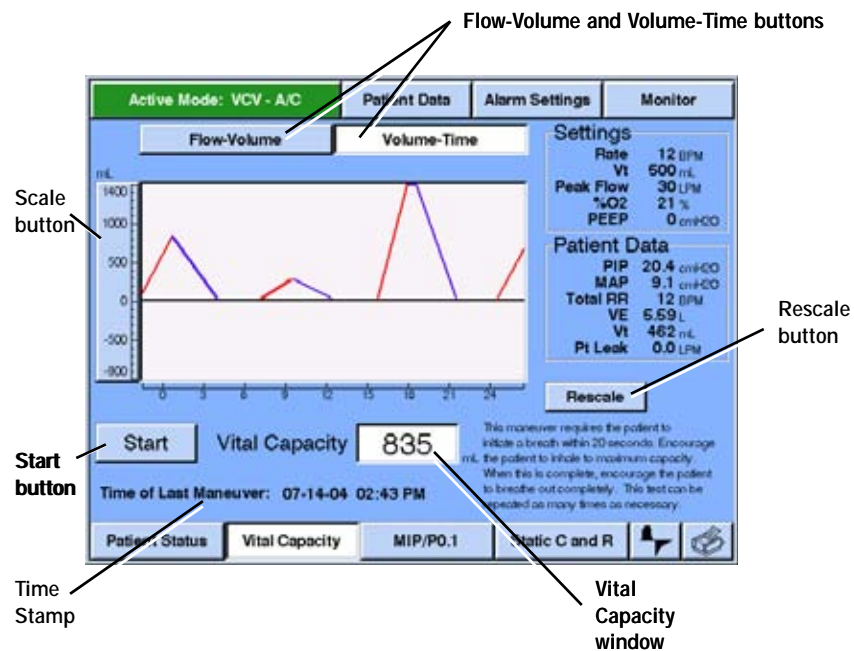 Flow-Volume and Volume-Time buttons
Active Mode: VCV - A/C
Patient Data
Alarm Settings
Monitor
Flow-Volume
Volume-Time
Settings
Rate 12 BPM
Vt 500 mL
Peak Flow 30 LPM
%O2 21 %
PEEP 0 cmH2O
Patient Data
PIP 20.4 cmH2O
MAP 9.1 cmH2O
Total RR 12 BPM
VE 5.59 L
Vt 462 mL
Pt Leak 0.0 LPM
mL
1400
1000
500
0
-500
-800
0 3 6 9 12 15 18 21 24
Scale
button
Rescale
button
Rescale
Start
Vital Capacity
835
mL
This maneuver requires the patient to
initiate a breath within 20 seconds. Encourage
the patient to inhale to maximum capacity.
When this is complete, encourage the patient
to breathe out completely. This test can be
repeated as many times as necessary.
Start
button
Time of Last Maneuver: 07-14-04 02:43 PM
Patient Status
Vital Capacity
MIP/P0.1
Static C and R
Time
Stamp
Vital
Capacity
window